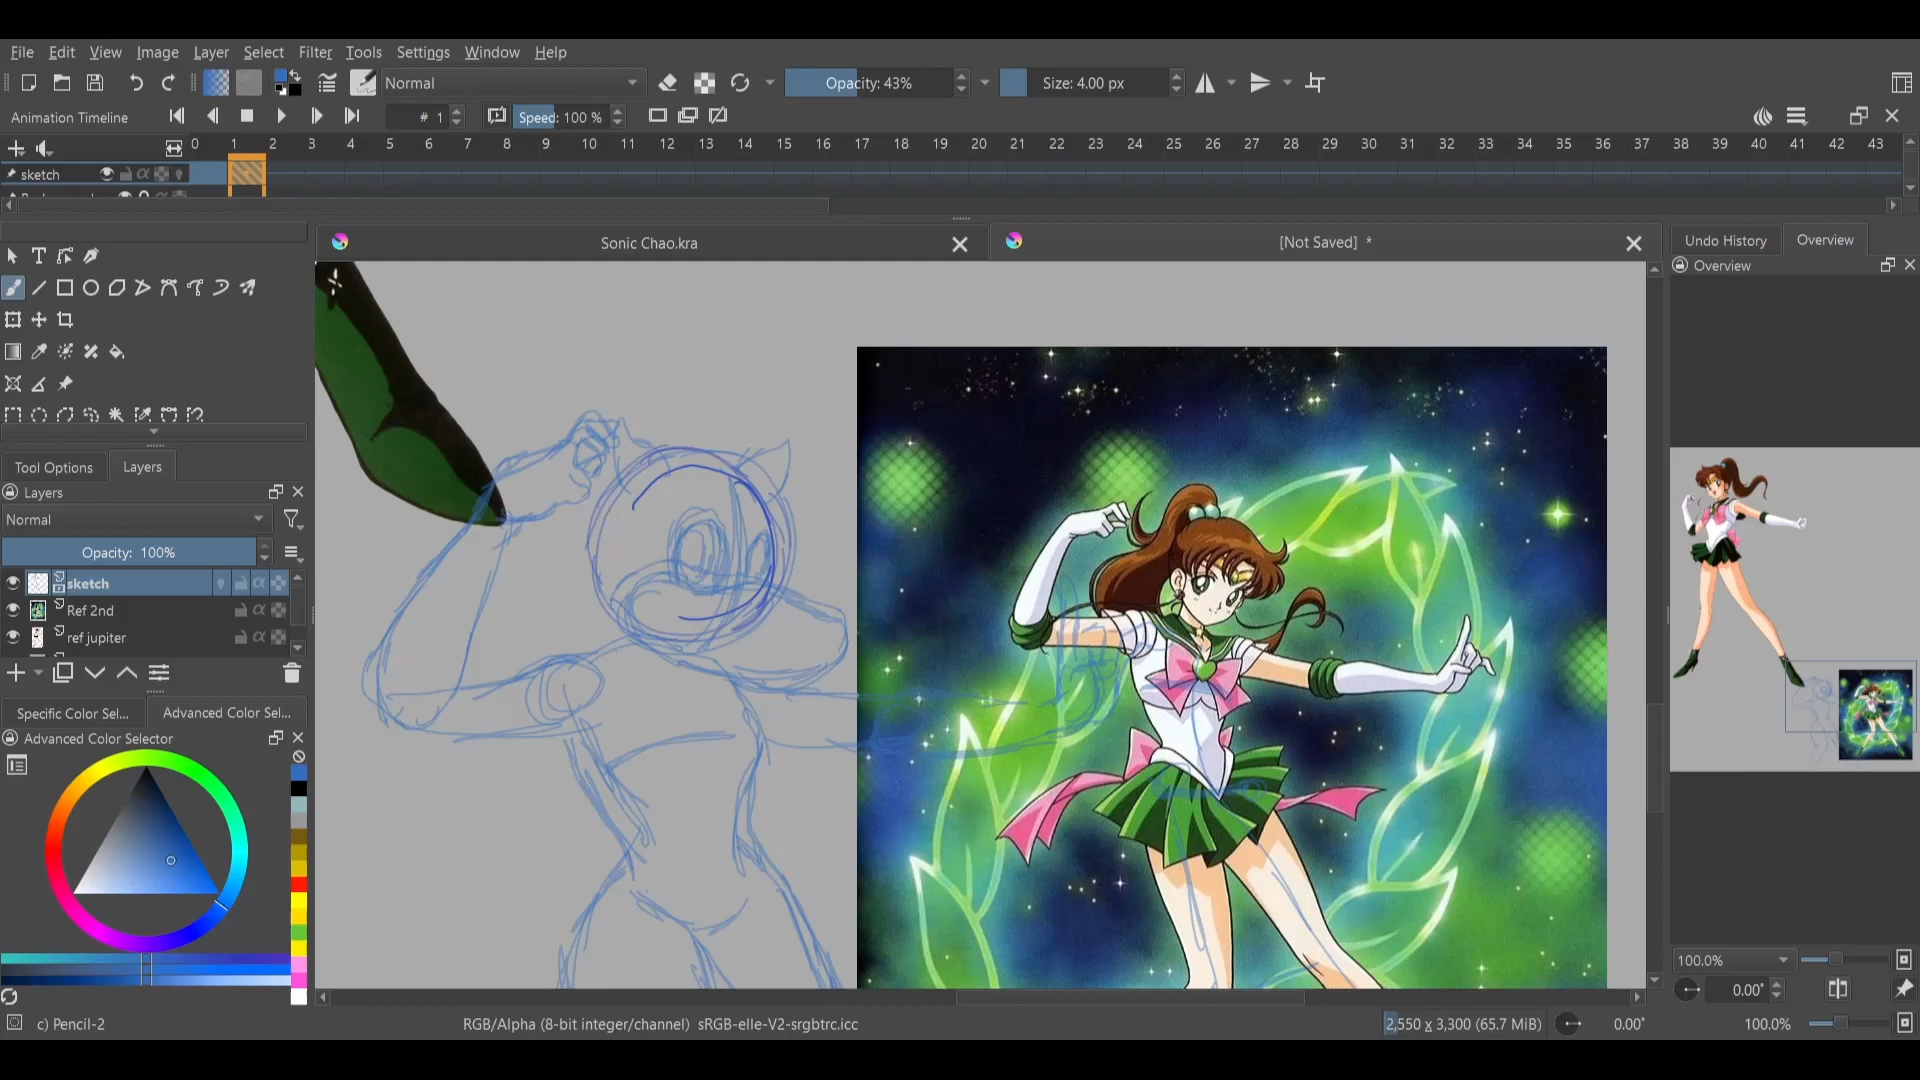 File Edit View Image Layer Select Filter Tools Settings Window Help
Normal Opacity: 43% Size: 4.00 px
Animation Timeline # 1 Speed: 100 %
0 1 2 3 4 5 6 7 8 9 10 11 12 13 14 15 16 17 18 19 20 21 22 23 24 25 26 27 28 29 30 31 32 33 34 35 36 37 38 39 40 41 42 43
sketch
Sonic Chao.kra [Not Saved] * Undo History Overview
Overview
Tool Options Layers
Layers
Normal
Opacity: 100%
sketch
Ref 2nd
ref jupiter
Specific Color Sel... Advanced Color Sel...
Advanced Color Selector
100.0%
0.00°
c) Pencil-2 RGB/Alpha (8-bit integer/channel) sRGB-elle-V2-srgbtrc.icc 2,550 x 3,300 (65.7 MiB) 0.00° 100.0%